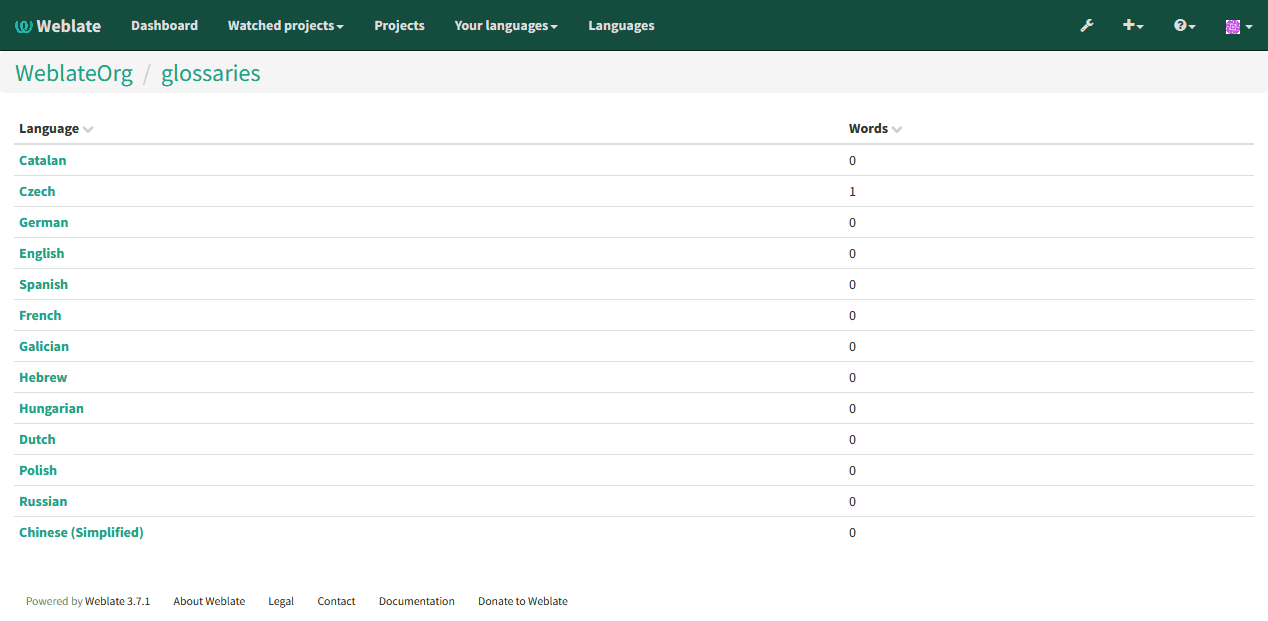 Weblate Dashboard Watched projects Projects Your languages Languages
WeblateOrg / glossaries
Language Words
Catalan 0
Czech 1
German 0
English 0
Spanish 0
French 0
Galician 0
Hebrew 0
Hungarian 0
Dutch 0
Polish 0
Russian 0
Chinese (Simplified) 0
Powered by Weblate 3.7.1 About Weblate Legal Contact Documentation Donate to Weblate